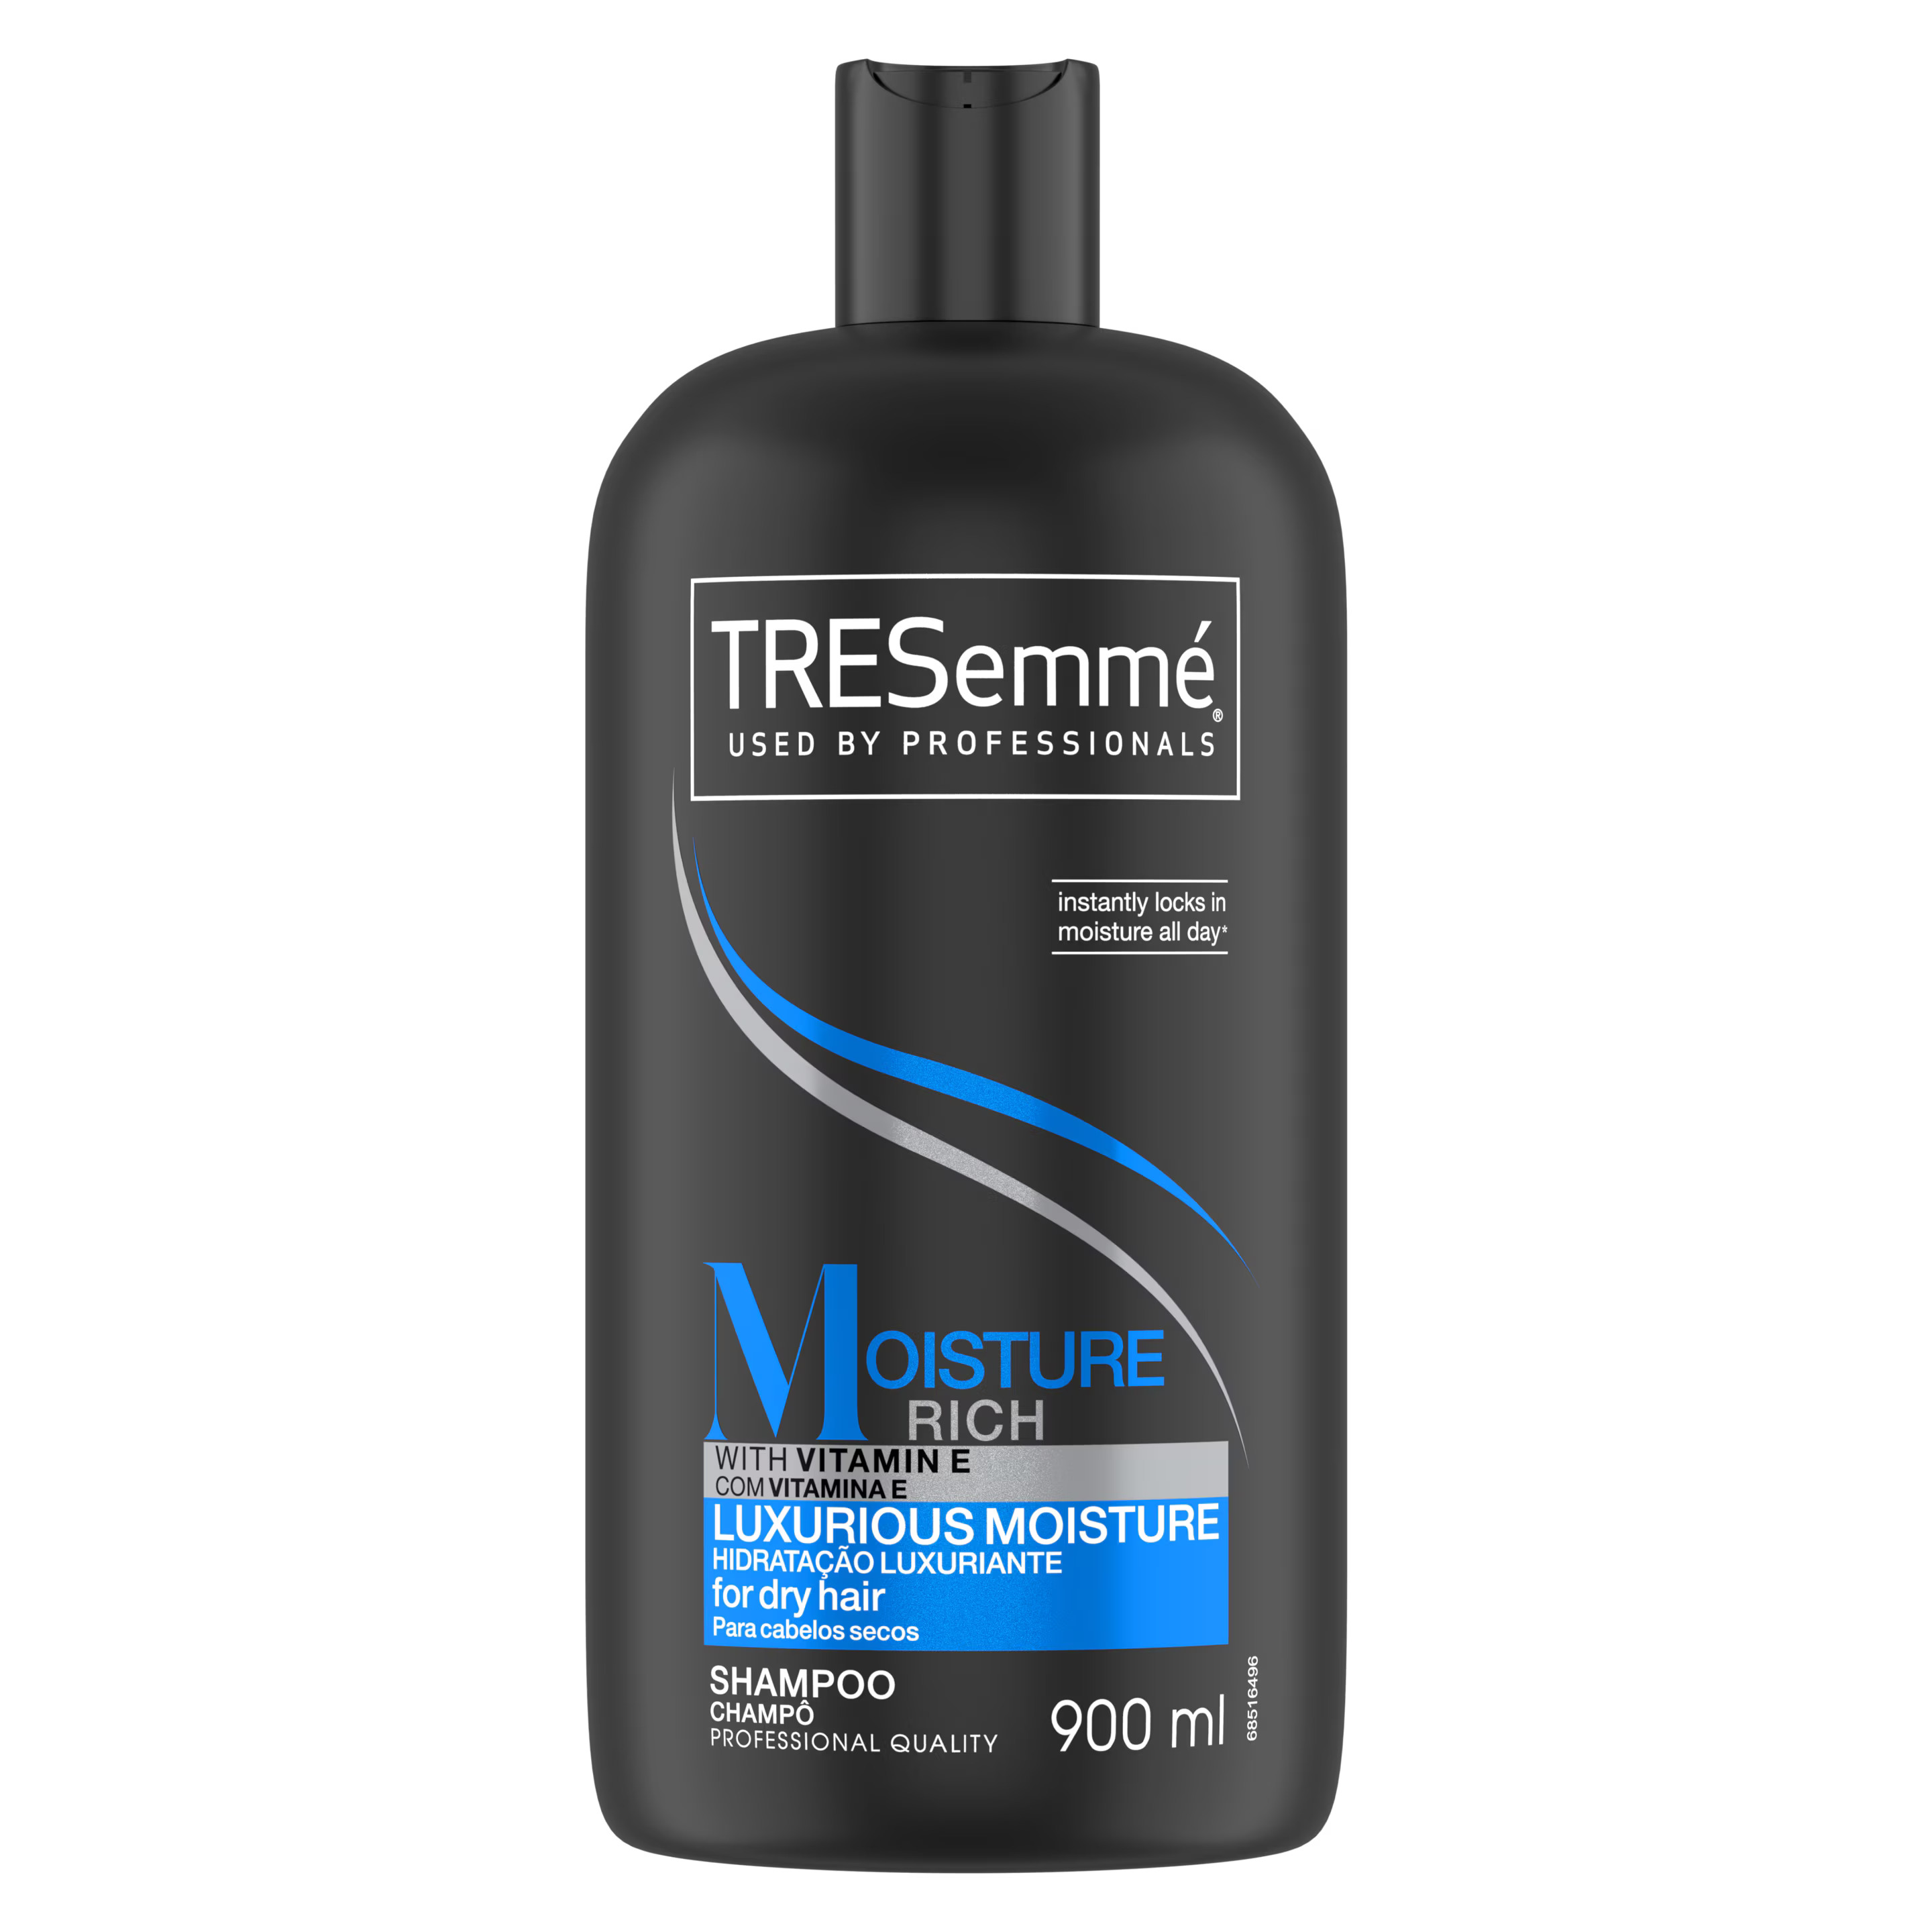 TRESemmé®
USED BY PROFESSIONALS
instantly locks in
moisture all day*
MOISTURE
RICH
WITH VITAMIN E
COM VITAMINA E
LUXURIOUS MOISTURE
HIDRATAÇÃO LUXURIANTE
for dry hair
Para cabelos secos
SHAMPOO
CHAMPÔ
PROFESSIONAL QUALITY
900 ml
68516496